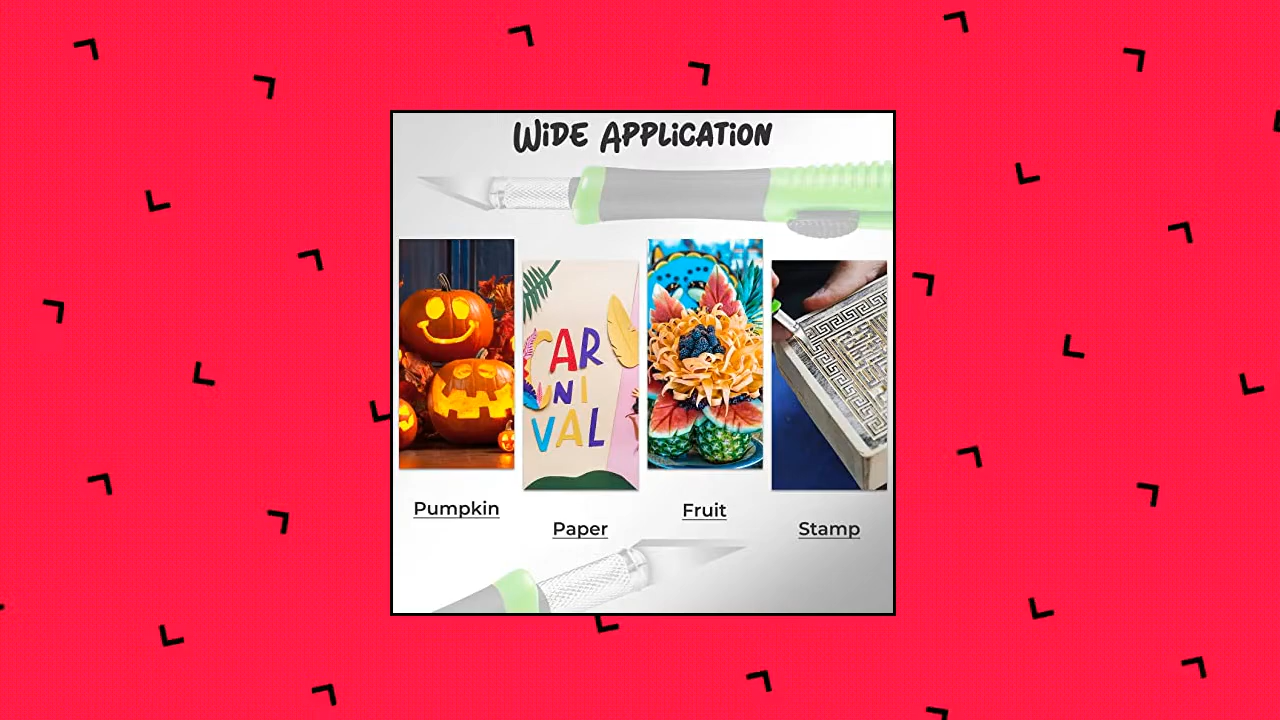 WiDE APPLiCATiON
CAR
NI
VAL
Pumpkin
Paper
Fruit
Stamp